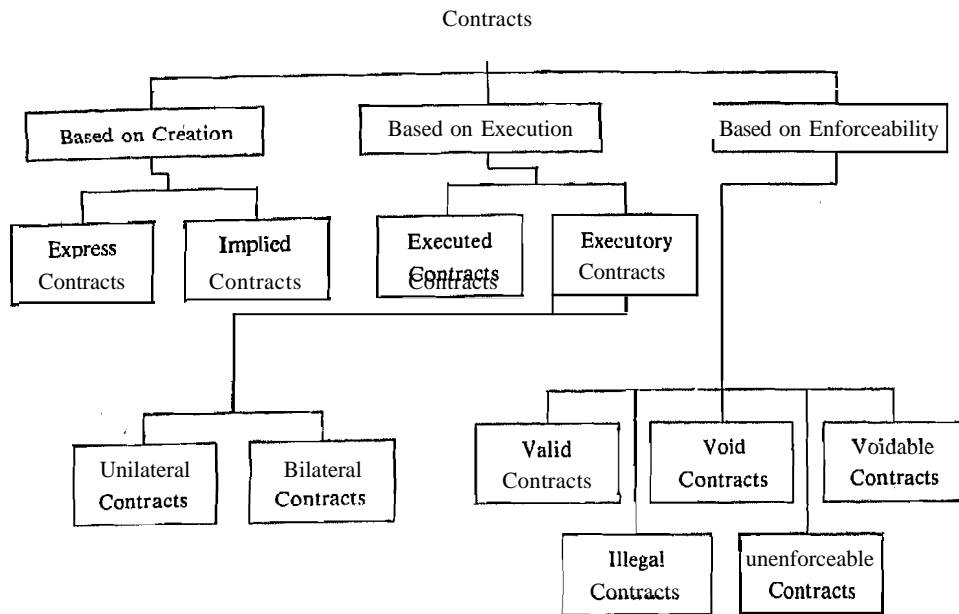 Contracts
Based on Creation
Based on Execution
Based on Enforceability
Express
Contracts
Implied
Contracts
Executed
Contracts
Executory
Contracts
Unilateral
Contracts
Bilateral
Contracts
Valid
Contracts
Void
Contracts
Voidable
Contracts
Illegal
Contracts
unenforceable
Contracts